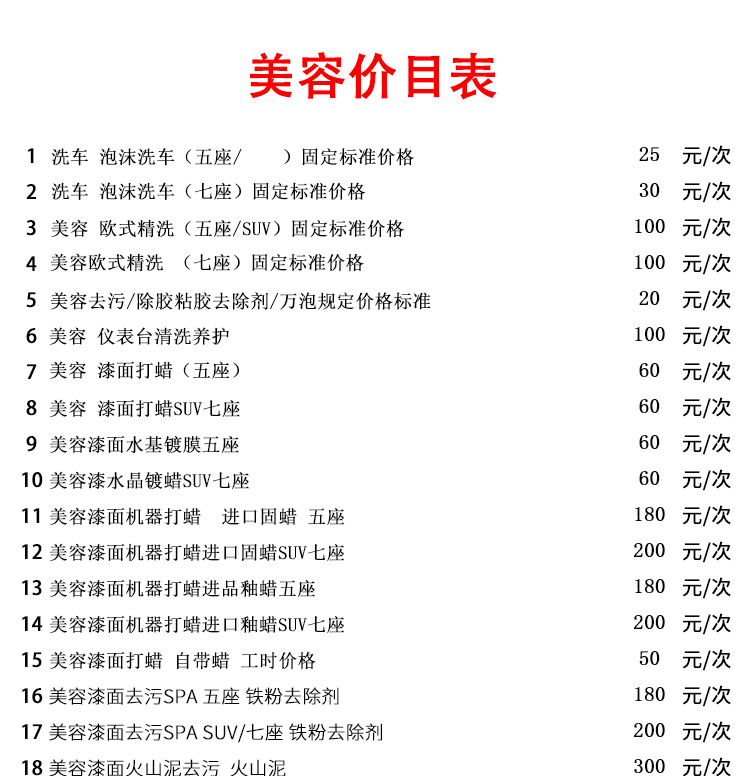 美容价目表
1 洗车 泡沫洗车（五座/ ）固定标准价格 25 元/次
2 洗车 泡沫洗车（七座）固定标准价格 30 元/次
3 美容 欧式精洗（五座/SUV）固定标准价格 100 元/次
4 美容欧式精洗 （七座）固定标准价格 100 元/次
5 美容去污/除胶粘胶去除剂/万泡规定价格标准 20 元/次
6 美容 仪表台清洗养护 100 元/次
7 美容 漆面打蜡（五座） 60 元/次
8 美容 漆面打蜡SUV七座 60 元/次
9 美容漆面水基镀膜五座 60 元/次
10 美容漆水晶镀蜡SUV七座 60 元/次
11 美容漆面机器打蜡 进口固蜡 五座 180 元/次
12 美容漆面机器打蜡进口固蜡SUV七座 200 元/次
13 美容漆面机器打蜡进品釉蜡五座 180 元/次
14 美容漆面机器打蜡进口釉蜡SUV七座 200 元/次
15 美容漆面打蜡 自带蜡 工时价格 50 元/次
16 美容漆面去污SPA 五座 铁粉去除剂 180 元/次
17 美容漆面去污SPA SUV/七座 铁粉去除剂 200 元/次
18 美容漆面火山泥去污 火山泥 300 元/次